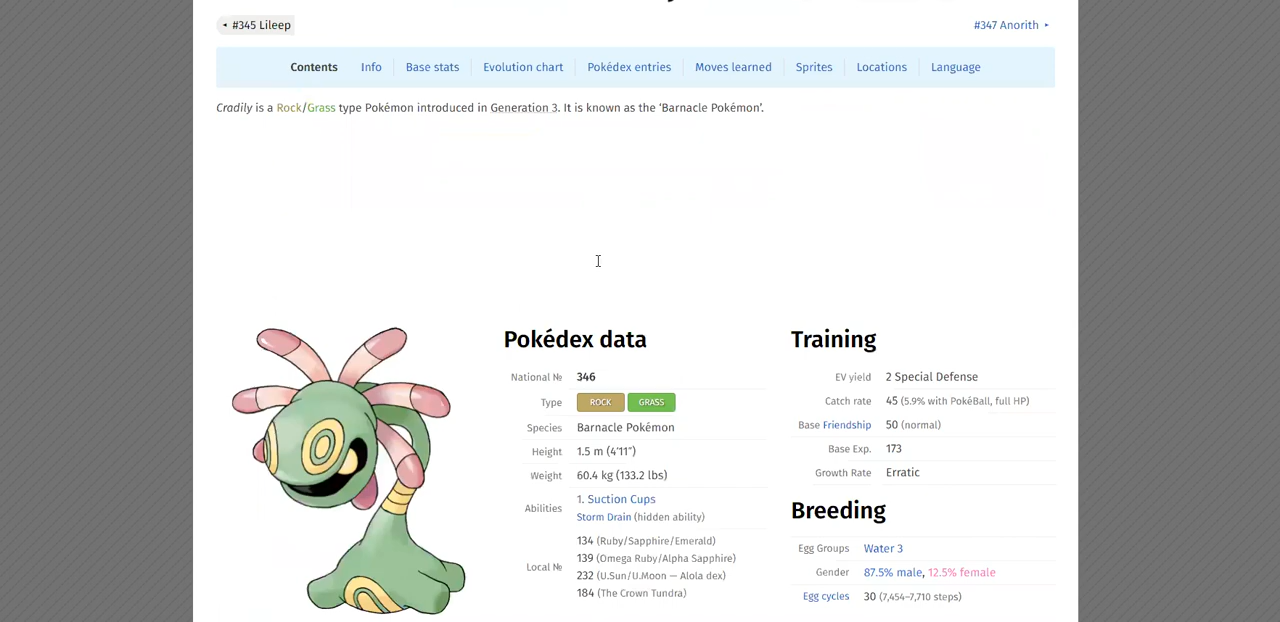 ◂ #345 Lileep
#347 Anorith ▸
Contents Info Base stats Evolution chart Pokédex entries Moves learned Sprites Locations Language
Cradily is a Rock/Grass type Pokémon introduced in Generation 3. It is known as the ‘Barnacle Pokémon’.
Pokédex data
National № 346
Type ROCK GRASS
Species Barnacle Pokémon
Height 1.5 m (4′11″)
Weight 60.4 kg (133.2 lbs)
Abilities 1. Suction Cups
Storm Drain (hidden ability)
Local № 134 (Ruby/Sapphire/Emerald)
139 (Omega Ruby/Alpha Sapphire)
232 (U.Sun/U.Moon — Alola dex)
184 (The Crown Tundra)
Training
EV yield 2 Special Defense
Catch rate 45 (5.9% with PokéBall, full HP)
Base Friendship 50 (normal)
Base Exp. 173
Growth Rate Erratic
Breeding
Egg Groups Water 3
Gender 87.5% male, 12.5% female
Egg cycles 30 (7,454–7,710 steps)